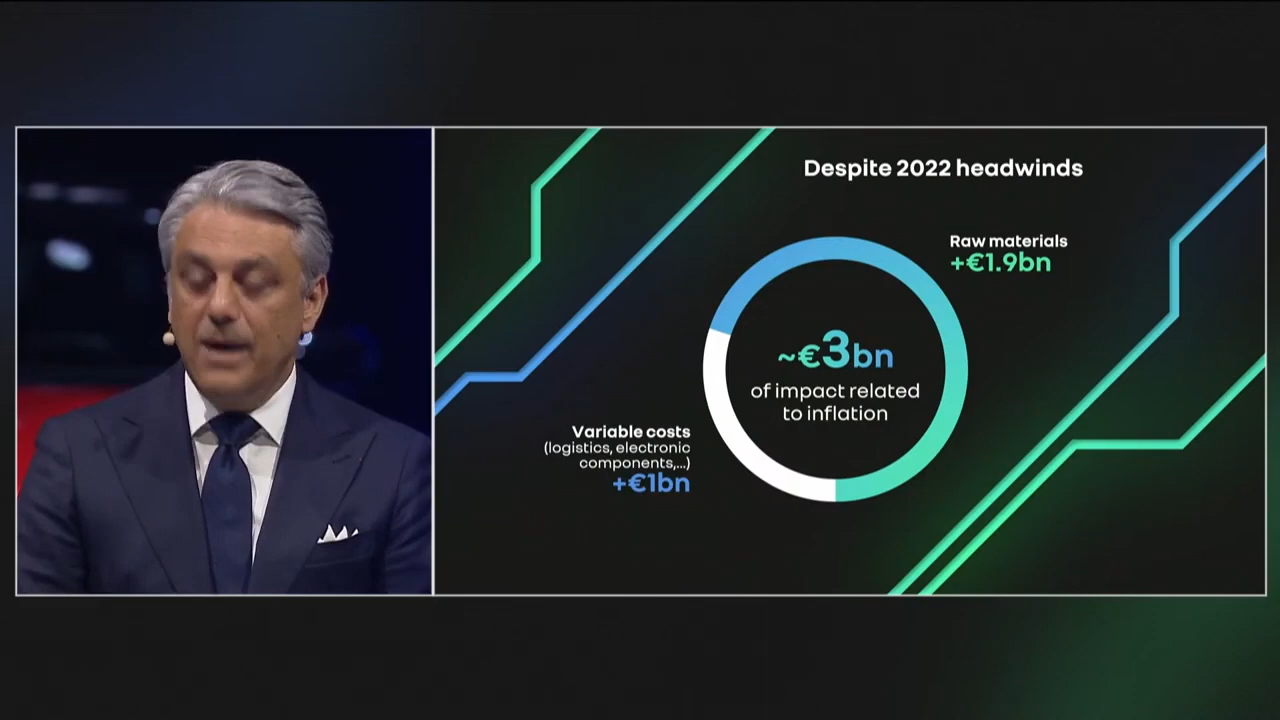 Despite 2022 headwinds
Raw materials
+€1.9bn
~€3bn
of impact related
to inflation
Variable costs
(logistics, electronic
components,...)
+€1bn